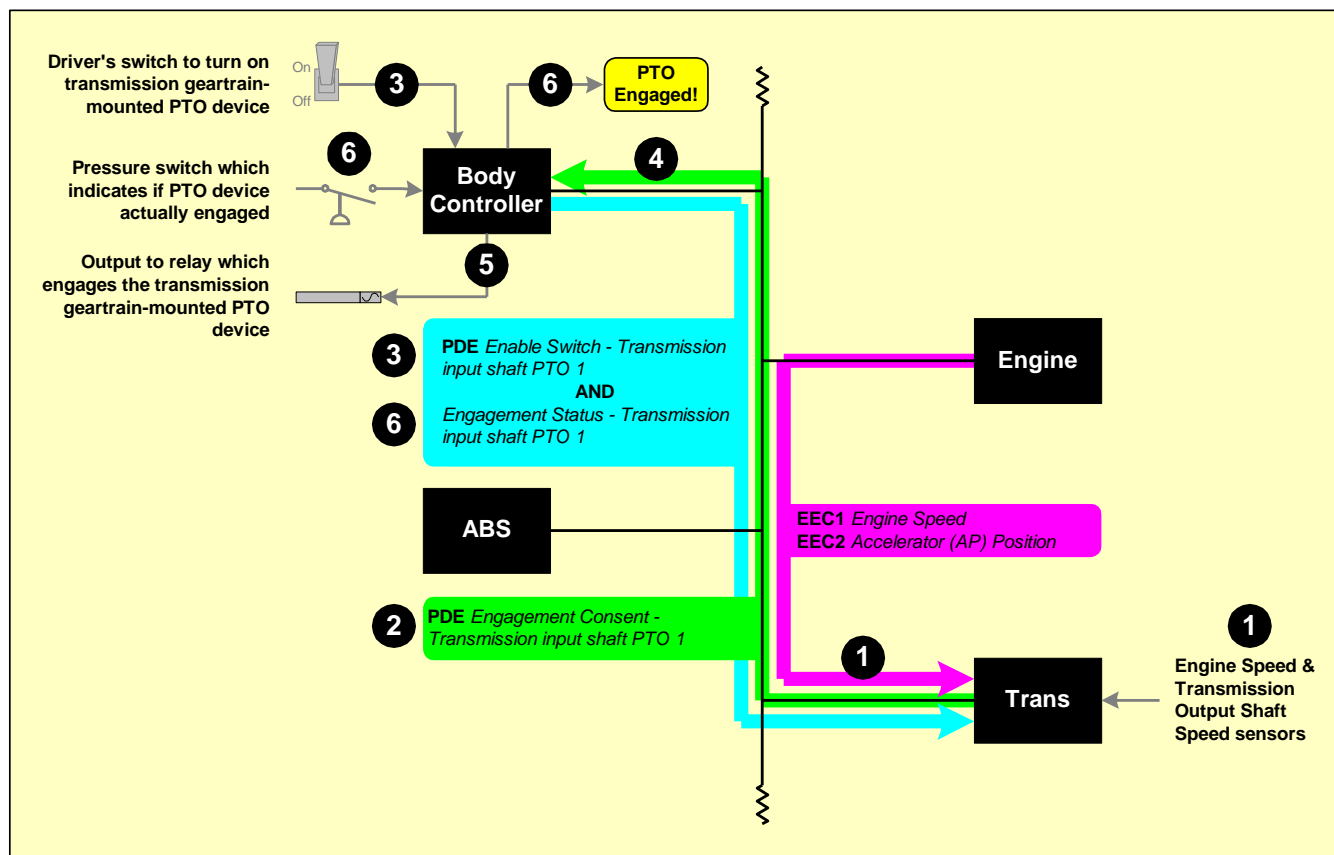 Driver's switch to turn on
transmission geartrain-
mounted PTO device
On
Off
3
6
PTO
Engaged!
Pressure switch which
indicates if PTO device
actually engaged
6
Body
Controller
4
Output to relay which
engages the transmission
geartrain-mounted PTO
device
5
3
PDE Enable Switch - Transmission
input shaft PTO 1
AND
6
Engagement Status - Transmission
input shaft PTO 1
Engine
ABS
EEC1 Engine Speed
EEC2 Accelerator (AP) Position
2
PDE Engagement Consent -
Transmission input shaft PTO 1
1
Trans
1
Engine Speed &
Transmission
Output Shaft
Speed sensors